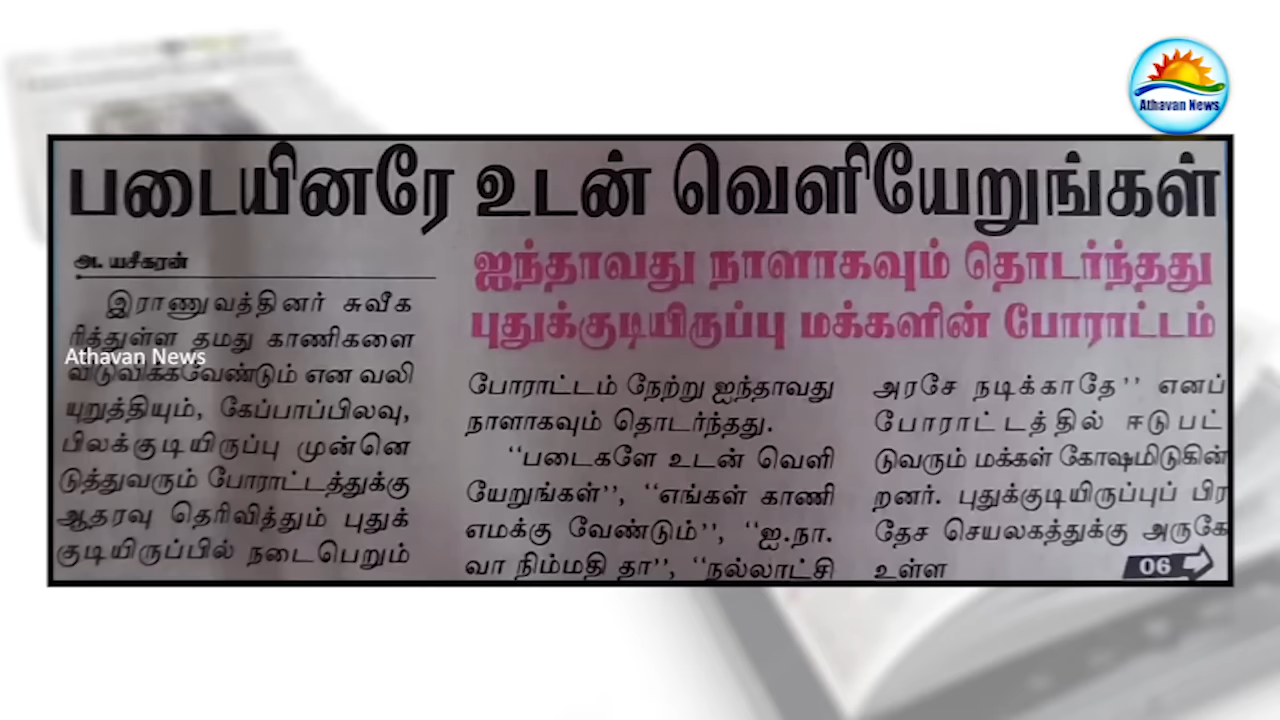 Athavan News
படையினரே உடன் வெளியேறுங்கள்
ஐந்தாவது நாளாகவும் தொடர்ந்தது
புதுக்குடியிருப்பு மக்களின் போராட்டம்
அ. யசீகரன்
இராணுவத்தினர் சுவீக
ரித்துள்ள தமது காணிகளை
Athavan News
விடுவிக்கவேண்டும் என வலி
யுறுத்தியும், கேப்பாப்பிலவு,
பிலக்குடியிருப்பு முன்னெ
டுத்துவரும் போராட்டத்துக்கு
ஆதரவு தெரிவித்தும் புதுக்
குடியிருப்பில் நடைபெறும்
போராட்டம் நேற்று ஐந்தாவது
நாளாகவும் தொடர்ந்தது.
“படைகளே உடன் வெளி
யேறுங்கள்”, “எங்கள் காணி
எமக்கு வேண்டும்”, “ஐ.நா.
வா நிம்மதி தா”, “நல்லாட்சி
அரசே நடிக்காதே” எனப்
போராட்டத்தில் ஈடுபட்
டுவரும் மக்கள் கோஷமிடுகின்
றனர். புதுக்குடியிருப்புப் பிர
தேச செயலகத்துக்கு அருகே
உள்ள
06